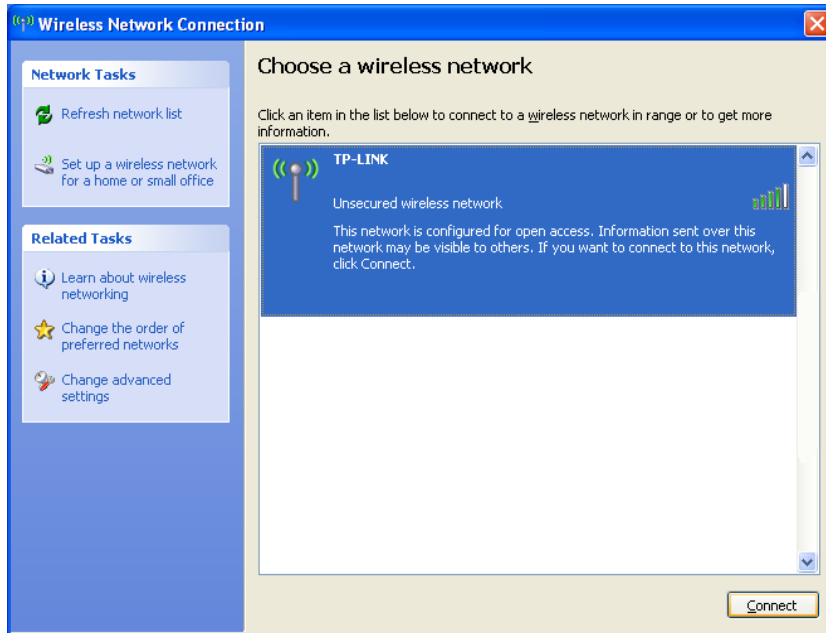 Wireless Network Connection
Network Tasks
Refresh network list
Set up a wireless network
for a home or small office
Related Tasks
Learn about wireless
networking
Change the order of
preferred networks
Change advanced
settings
Choose a wireless network
Click an item in the list below to connect to a wireless network in range or to get more
information.
TP-LINK
Unsecured wireless network
This network is configured for open access. Information sent over this
network may be visible to others. If you want to connect to this network,
click Connect.
Connect